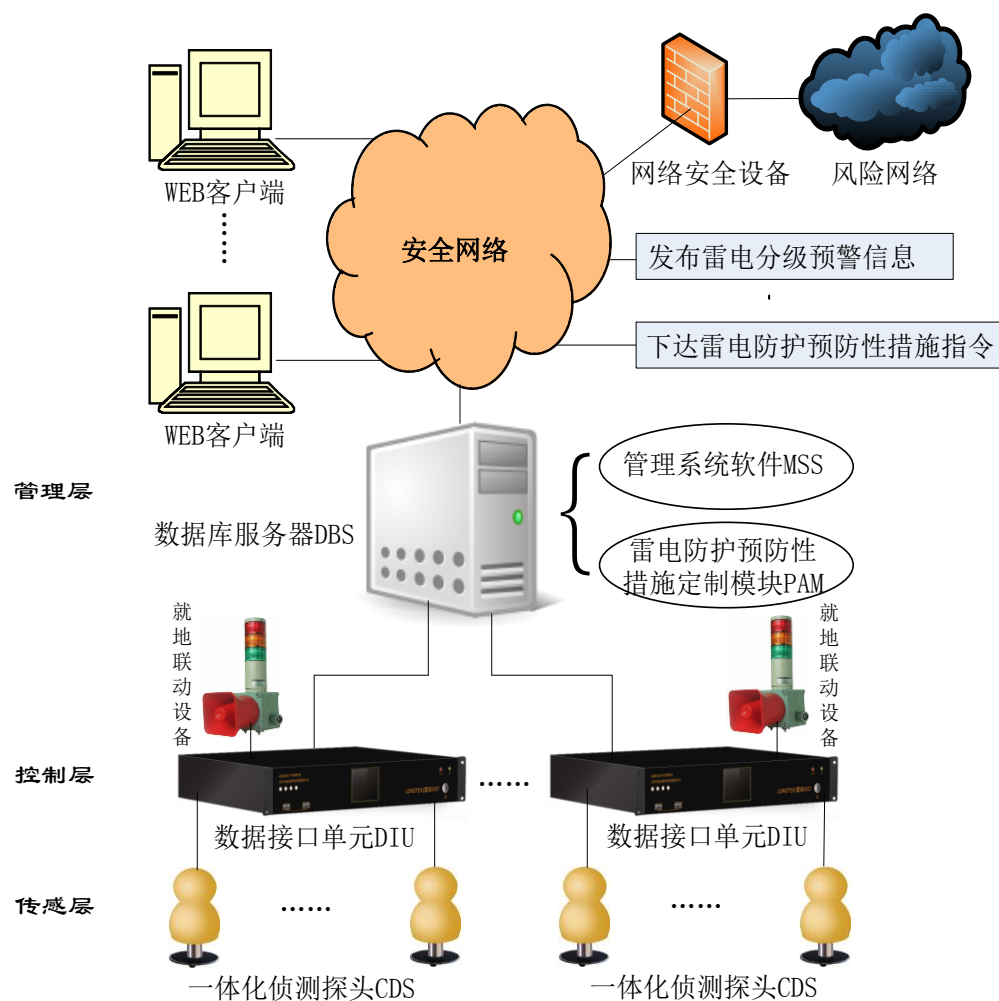 WEB客户端
网络安全设备
风险网络
安全网络
发布雷电分级预警信息
下达雷电防护预防性措施指令
WEB客户端
管理层
管理系统软件MSS
数据库服务器DBS
雷电防护预防性
措施定制模块PAM
就地联动设备
就地联动设备
控制层
数据接口单元DIU
数据接口单元DIU
传感层
一体化侦测探头CDS
一体化侦测探头CDS